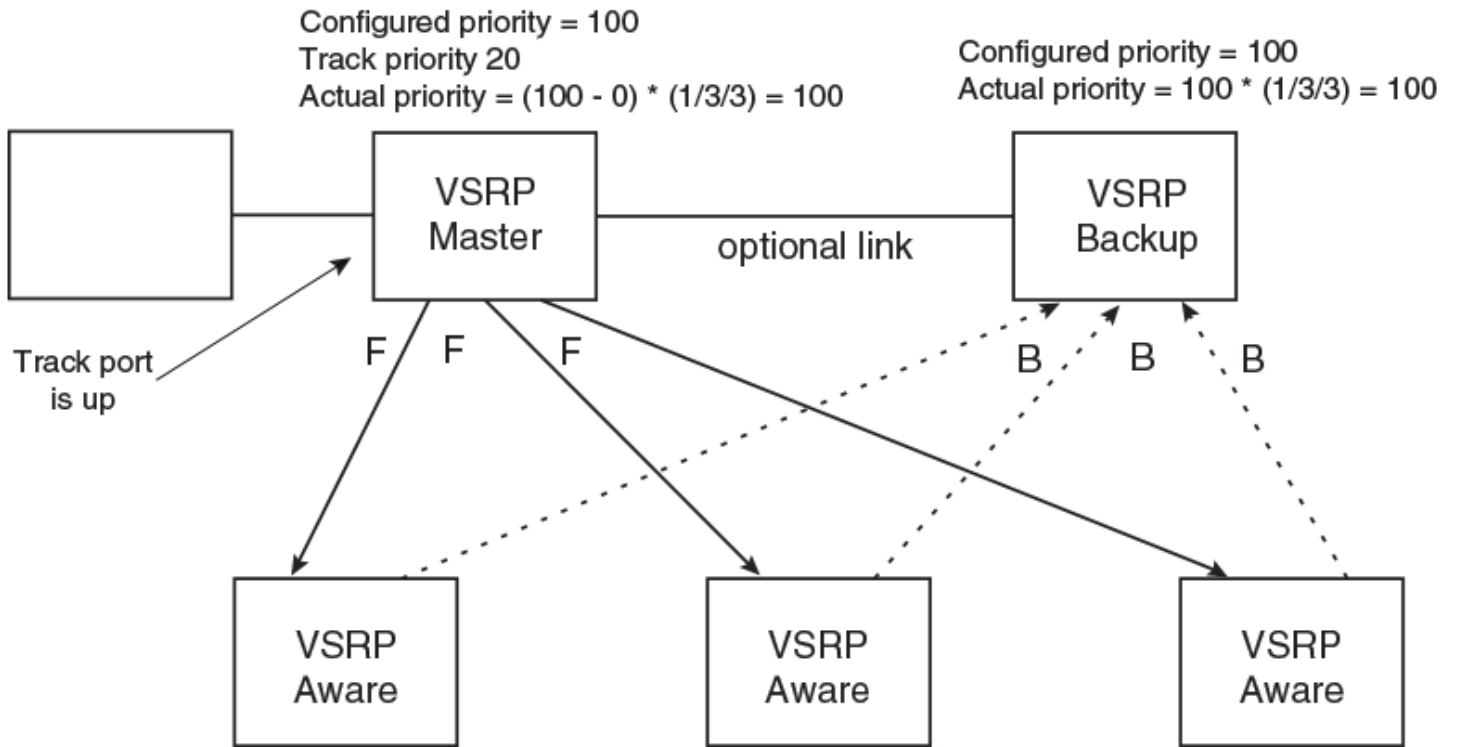 Configured priority = 100
Track priority 20
Actual priority = (100 - 0) * (1/3/3) = 100
Configured priority = 100
Actual priority = 100 * (1/3/3) = 100
VSRP
Master
optional link
VSRP
Backup
Track port
is up
F
F
F
B
B
B
VSRP
Aware
VSRP
Aware
VSRP
Aware